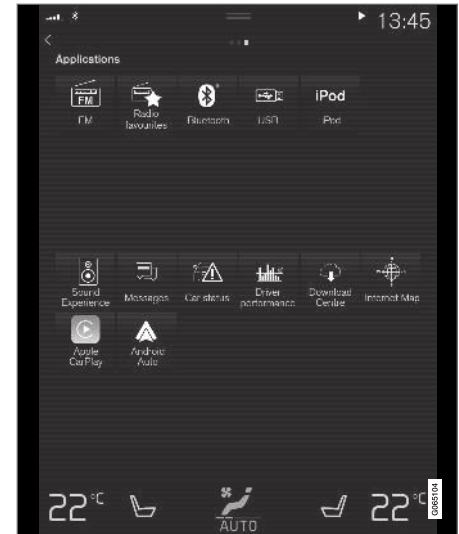 13:45
Applications
FM
iPod
FM
Radio
favourites
Bluetooth
USB
iPod
Sound
Experience
Messages
Car status
Driver
performance
Download
Centre
Internet Map
Apple
CarPlay
Android
Auto
22°C
22°C
AUTO
G065104